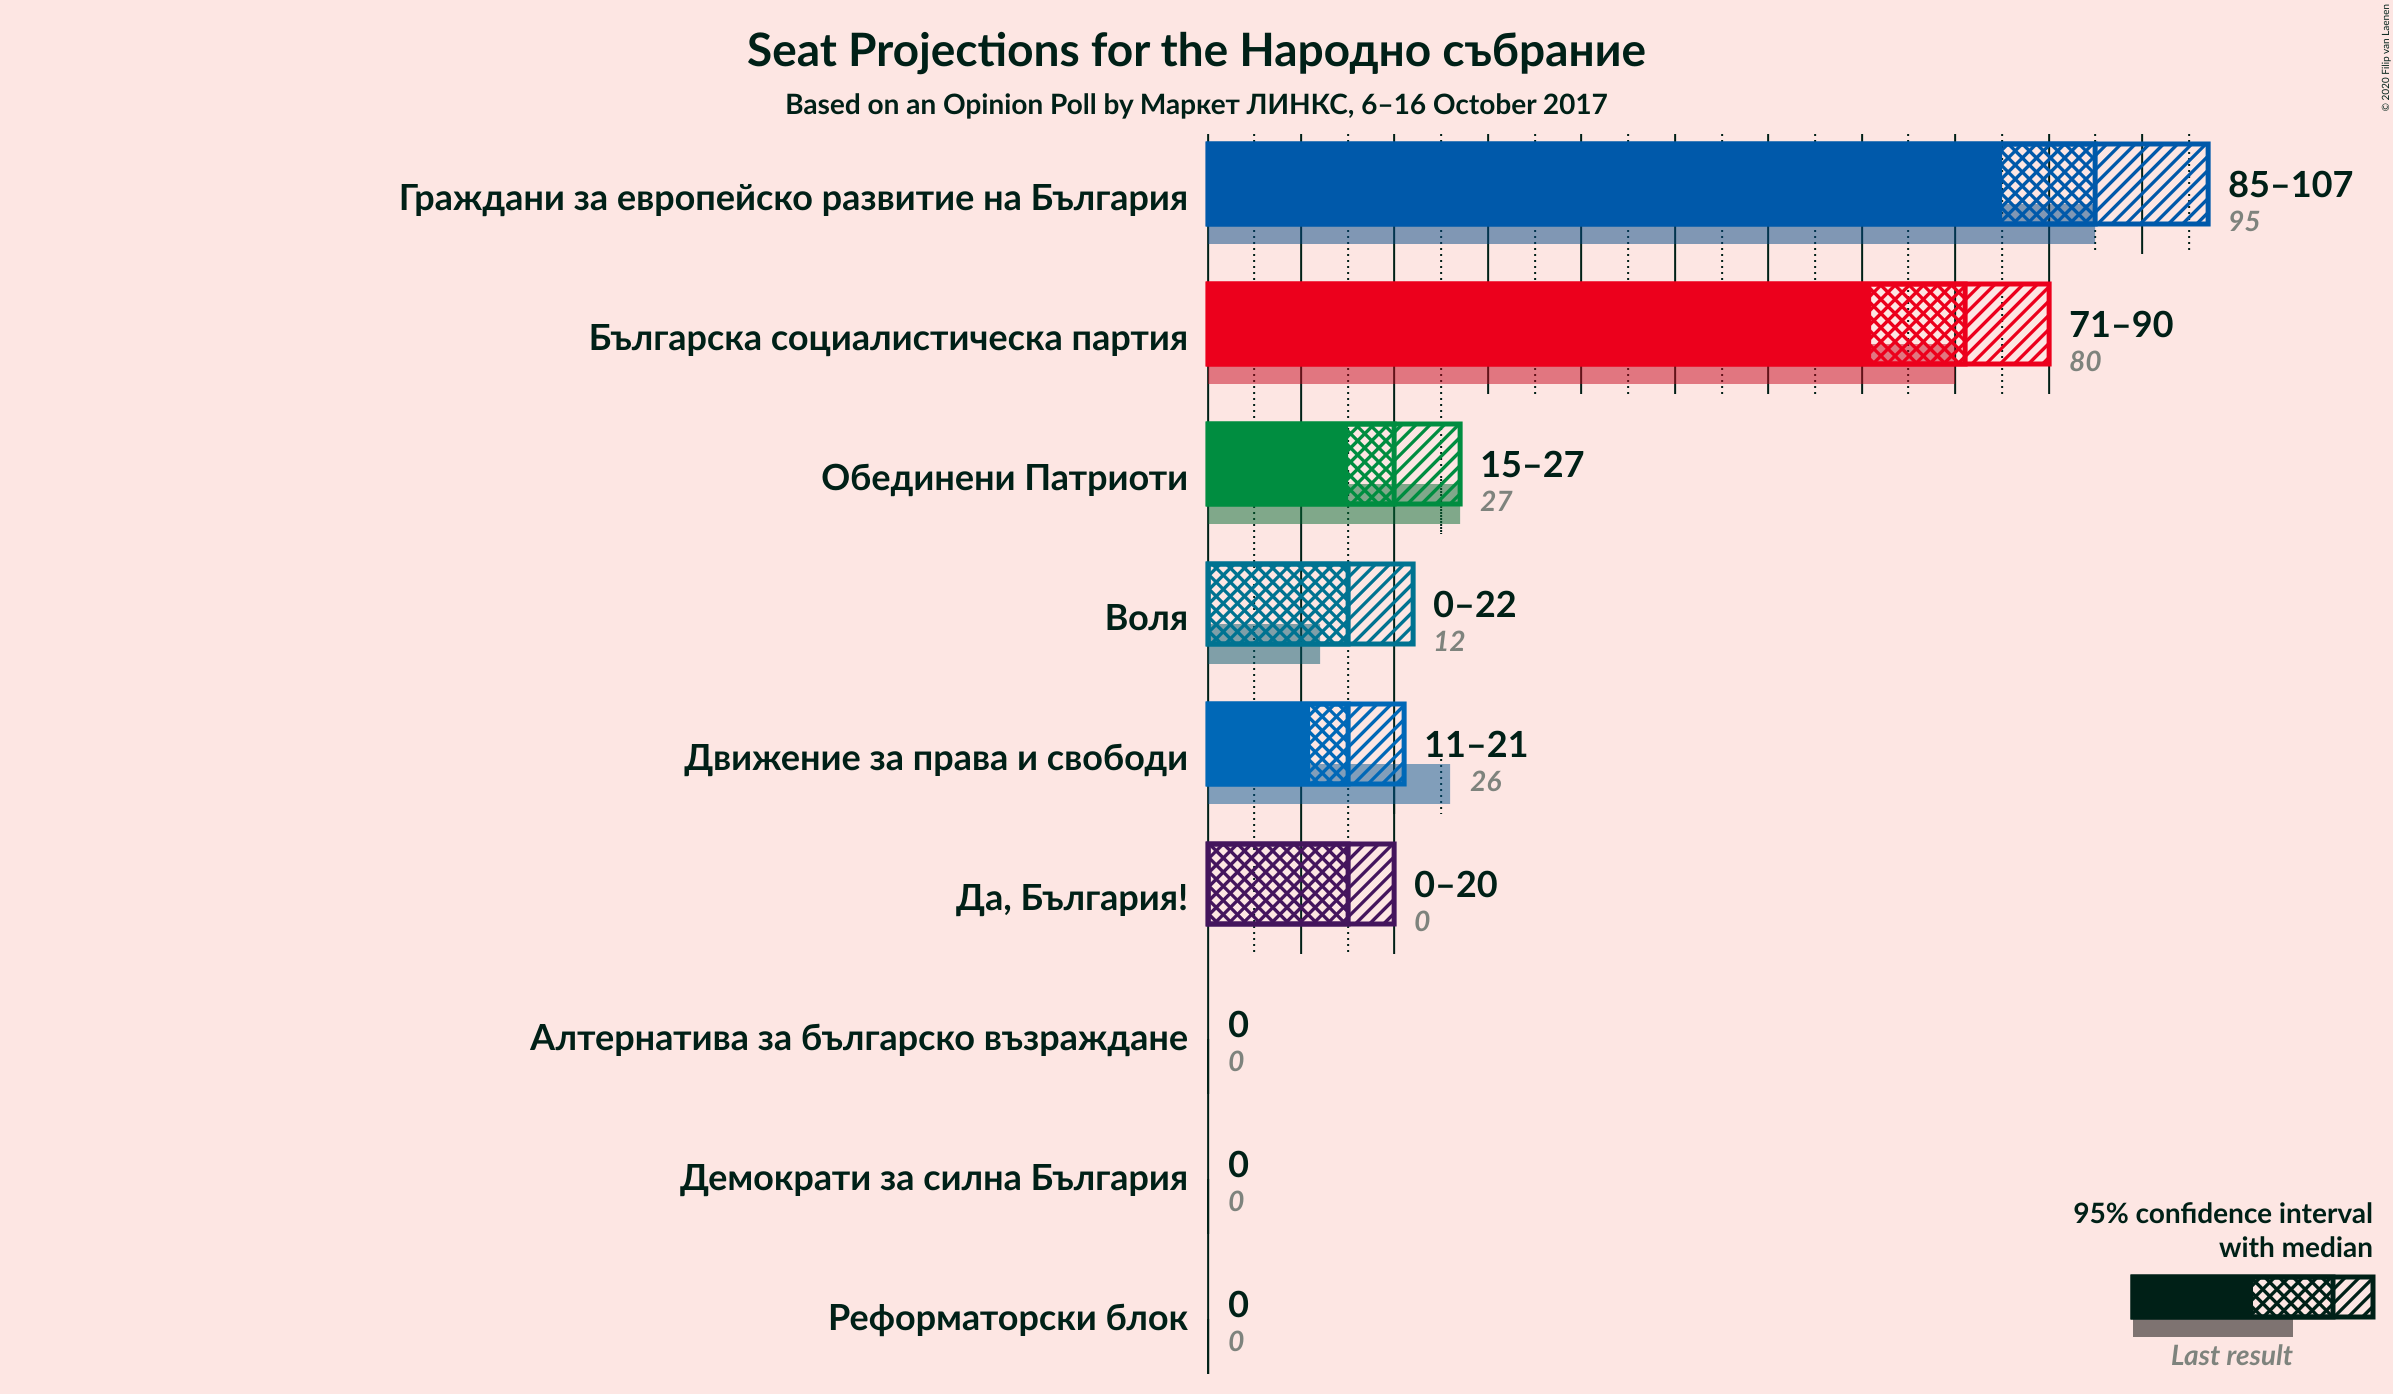 Seat Projections for the Народно събрание
Based on an Opinion Poll by Маркет ЛИНКС, 6–16 October 2017
© 2020 Filip van Laenen
Граждани за европейско развитие на България
85–107
95
Българска социалистическа партия
71–90
80
Обединени Патриоти
15–27
27
Воля
0–22
12
Движение за права и свободи
11–21
26
Да, България!
0–20
0
Алтернатива за българско възраждане
0
0
Демократи за силна България
0
0
Реформаторски блок
0
0
95% confidence interval
with median
Last result